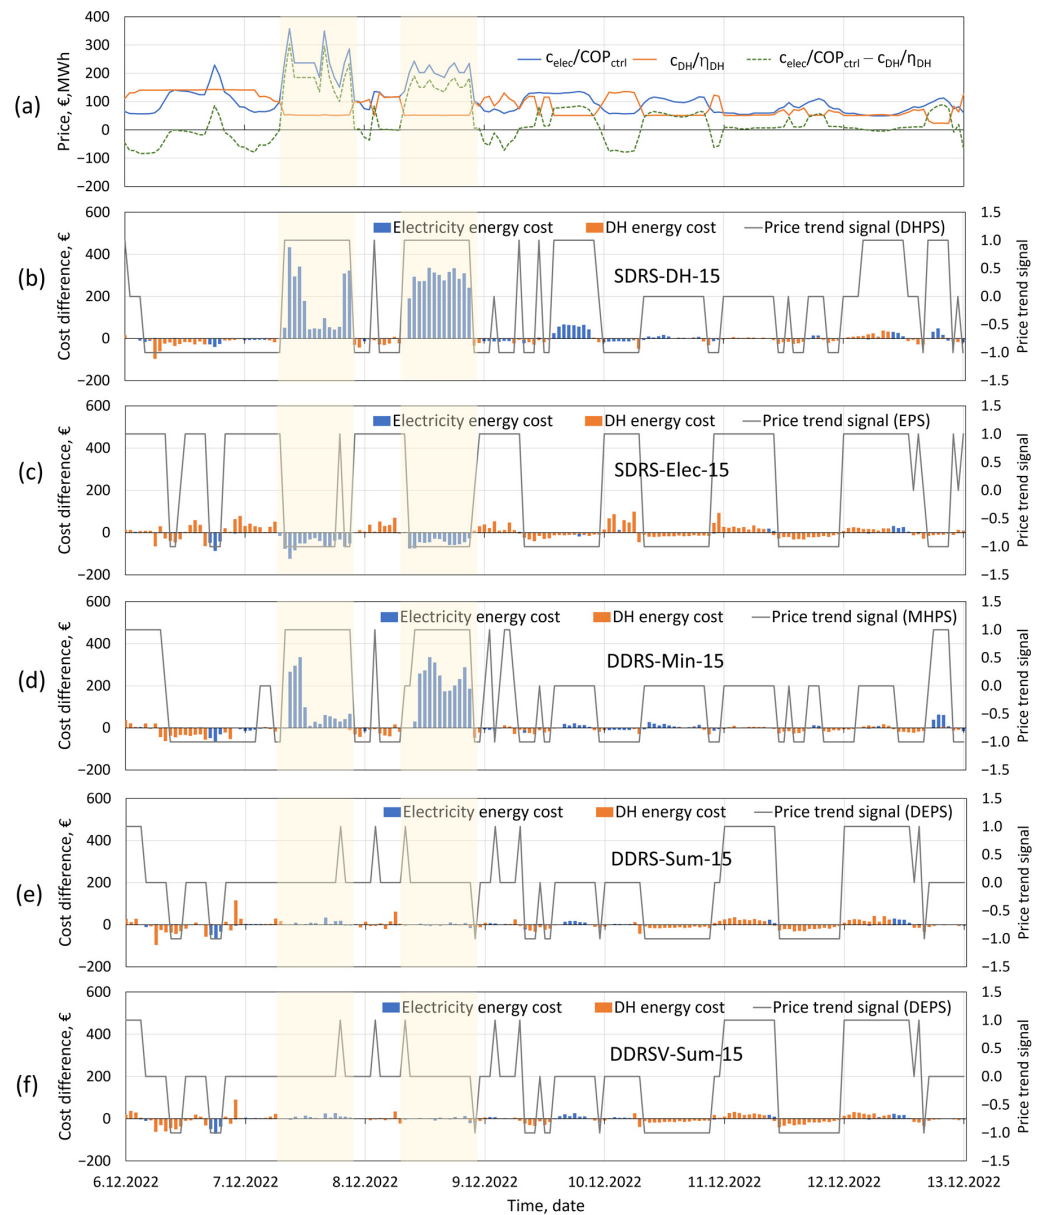 400
300
200
100
0
−100
−200
Price, €,MWh
(a)
c_elec/COP_ctrl
c_DH/η_DH
c_elec/COP_ctrl − c_DH/η_DH
600
400
200
0
−200
Cost difference, €
(b)
Electricity energy cost
DH energy cost
Price trend signal (DHPS)
SDRS-DH-15
1.5
1.0
0.5
0.0
−0.5
−1.0
−1.5
Price trend signal
600
400
200
0
−200
Cost difference, €
(c)
Electricity energy cost
DH energy cost
Price trend signal (EPS)
SDRS-Elec-15
1.5
1.0
0.5
0.0
−0.5
−1.0
−1.5
Price trend signal
600
400
200
0
−200
Cost difference, €
(d)
Electricity energy cost
DH energy cost
Price trend signal (MHPS)
DDRS-Min-15
1.5
1.0
0.5
0.0
−0.5
−1.0
−1.5
Price trend signal
600
400
200
0
−200
Cost difference, €
(e)
Electricity energy cost
DH energy cost
Price trend signal (DEPS)
DDRS-Sum-15
1.5
1.0
0.5
0.0
−0.5
−1.0
−1.5
Price trend signal
600
400
200
0
−200
Cost difference, €
(f)
Electricity energy cost
DH energy cost
Price trend signal (DEPS)
DDRSV-Sum-15
1.5
1.0
0.5
0.0
−0.5
−1.0
−1.5
Price trend signal
6.12.2022
7.12.2022
8.12.2022
9.12.2022
10.12.2022
11.12.2022
12.12.2022
13.12.2022
Time, date